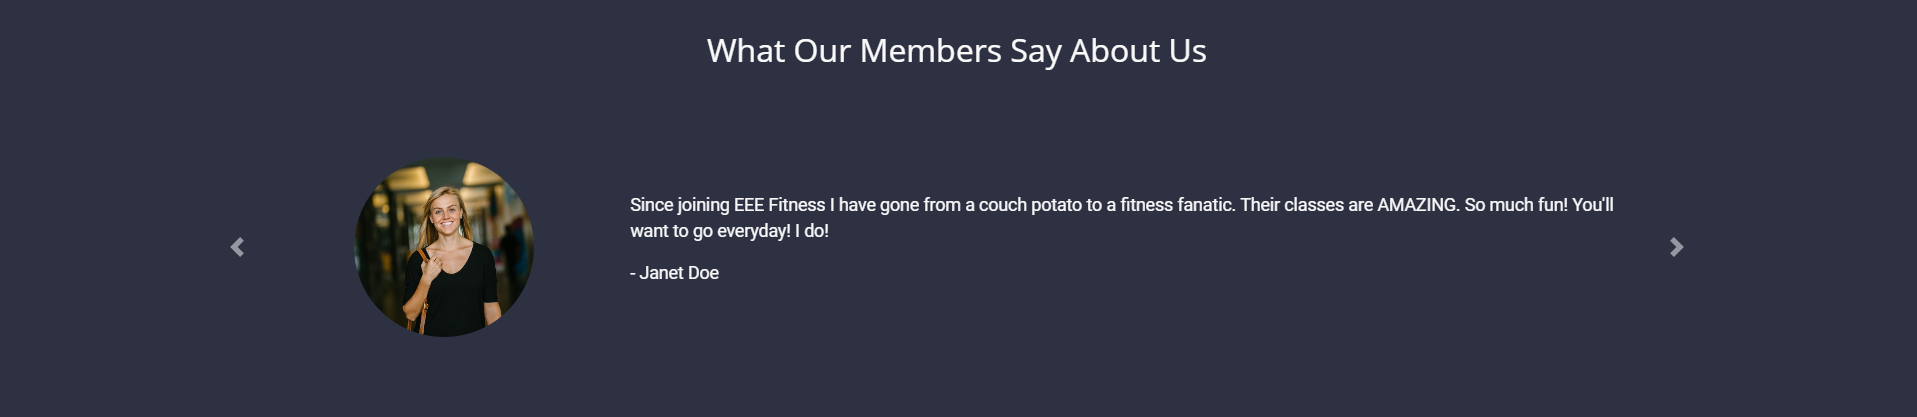 What Our Members Say About Us
Since joining EEE Fitness I have gone from a couch potato to a fitness fanatic. Their classes are AMAZING. So much fun! You'll
want to go everyday! I do!
- Janet Doe